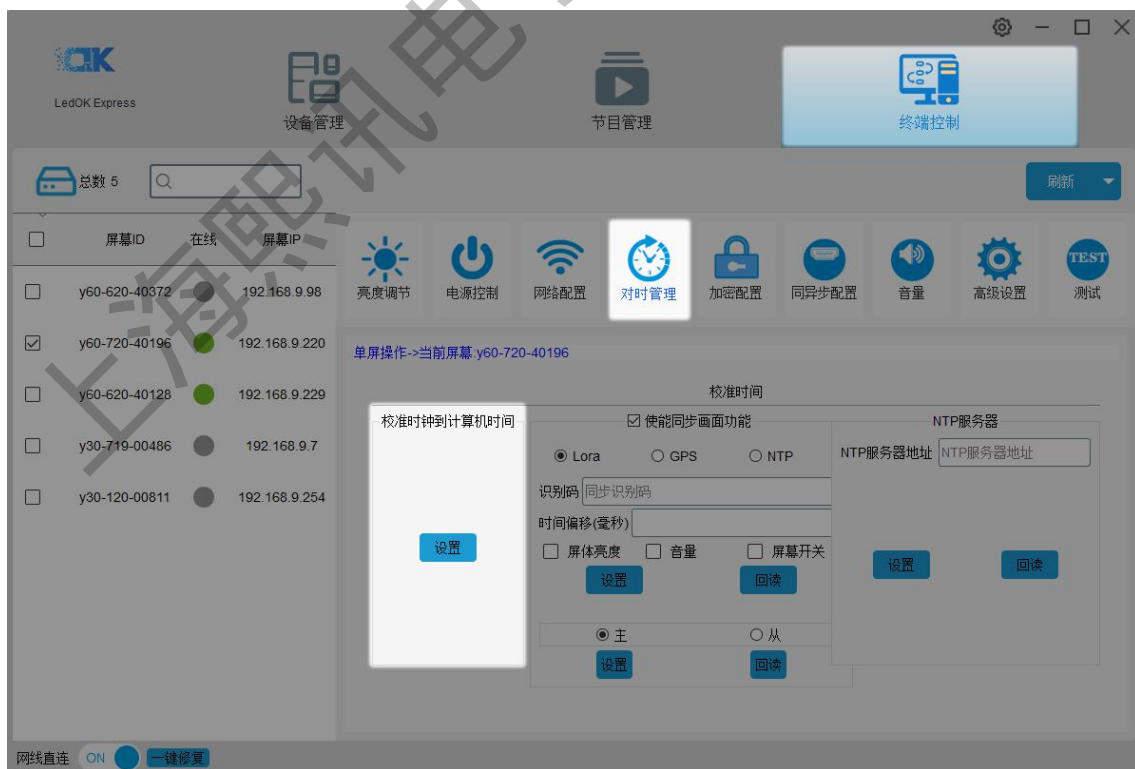 LedOK Express
设备管理
节目管理
终端控制
总数 5
刷新
屏幕ID 在线 屏幕IP
y60-620-40372 192.168.9.98
y60-720-40196 192.168.9.220
y60-620-40128 192.168.9.229
y30-719-00486 192.168.9.7
y30-120-00811 192.168.9.254
亮度调节 电源控制 网络配置 对时管理 加密配置 同异步配置 音量 高级设置 TEST 测试
单屏操作->当前屏幕:y60-720-40196
校准时间
校准时钟到计算机时间
设置
使能同步画面功能
Lora GPS NTP
识别码 同步识别码
时间偏移(毫秒)
屏体亮度 音量 屏幕开关
设置 回读
主 从
设置 回读
NTP服务器
NTP服务器地址 NTP服务器地址
设置 回读
网线直连 ON 一键修复
上海熙讯电